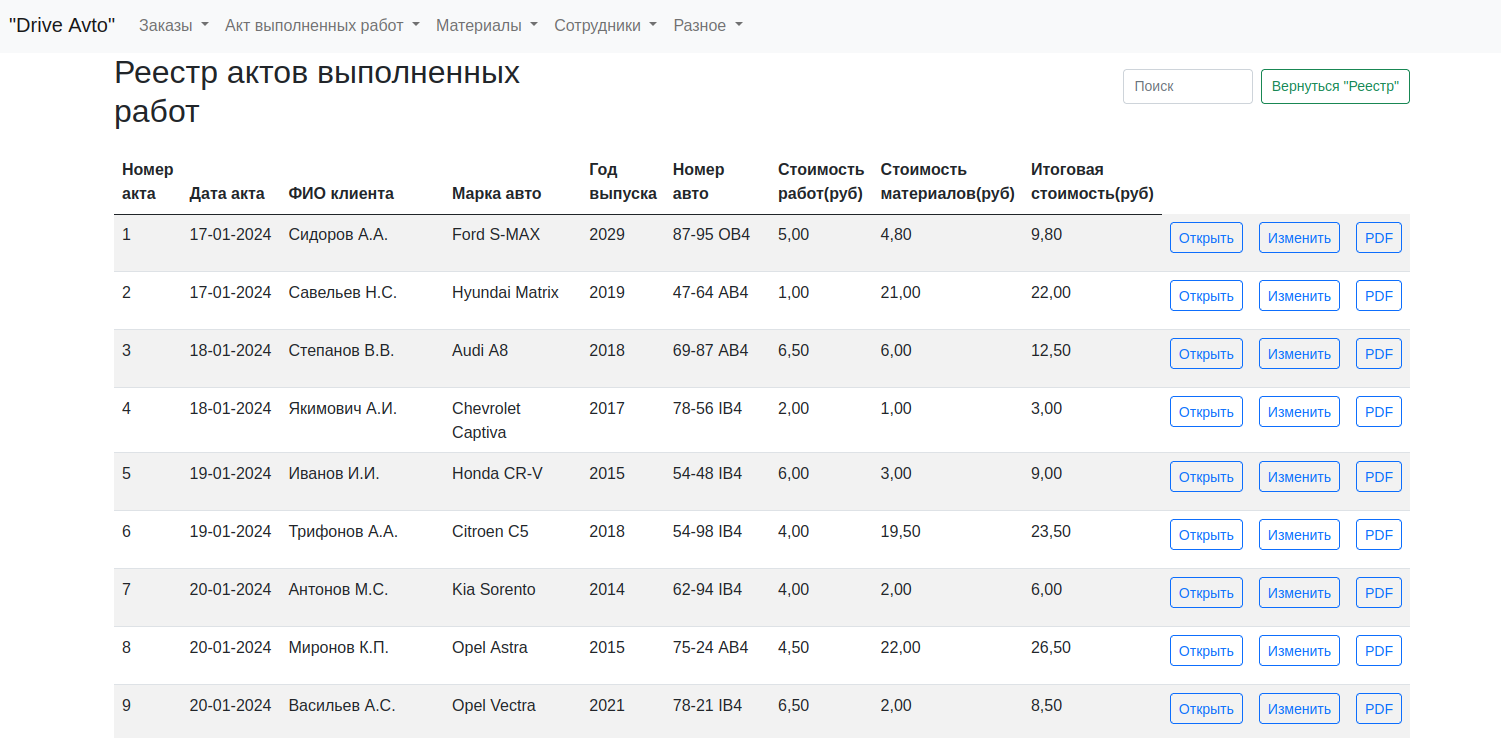 "Drive Avto" Заказы Акт выполненных работ Материалы Сотрудники Разное
Реестр актов выполненных
работ
Поиск Вернуться "Реестр"
Номер акта Дата акта ФИО клиента Марка авто Год выпуска Номер авто Стоимость работ(руб) Стоимость материалов(руб) Итоговая стоимость(руб)
1 17-01-2024 Сидоров А.А. Ford S-MAX 2029 87-95 OB4 5,00 4,80 9,80 Открыть Изменить PDF
2 17-01-2024 Савельев Н.С. Hyundai Matrix 2019 47-64 AB4 1,00 21,00 22,00 Открыть Изменить PDF
3 18-01-2024 Степанов В.В. Audi A8 2018 69-87 AB4 6,50 6,00 12,50 Открыть Изменить PDF
4 18-01-2024 Якимович А.И. Chevrolet Captiva 2017 78-56 IB4 2,00 1,00 3,00 Открыть Изменить PDF
5 19-01-2024 Иванов И.И. Honda CR-V 2015 54-48 IB4 6,00 3,00 9,00 Открыть Изменить PDF
6 19-01-2024 Трифонов А.А. Citroen C5 2018 54-98 IB4 4,00 19,50 23,50 Открыть Изменить PDF
7 20-01-2024 Антонов М.С. Kia Sorento 2014 62-94 IB4 4,00 2,00 6,00 Открыть Изменить PDF
8 20-01-2024 Миронов К.П. Opel Astra 2015 75-24 AB4 4,50 22,00 26,50 Открыть Изменить PDF
9 20-01-2024 Васильев А.С. Opel Vectra 2021 78-21 IB4 6,50 2,00 8,50 Открыть Изменить PDF